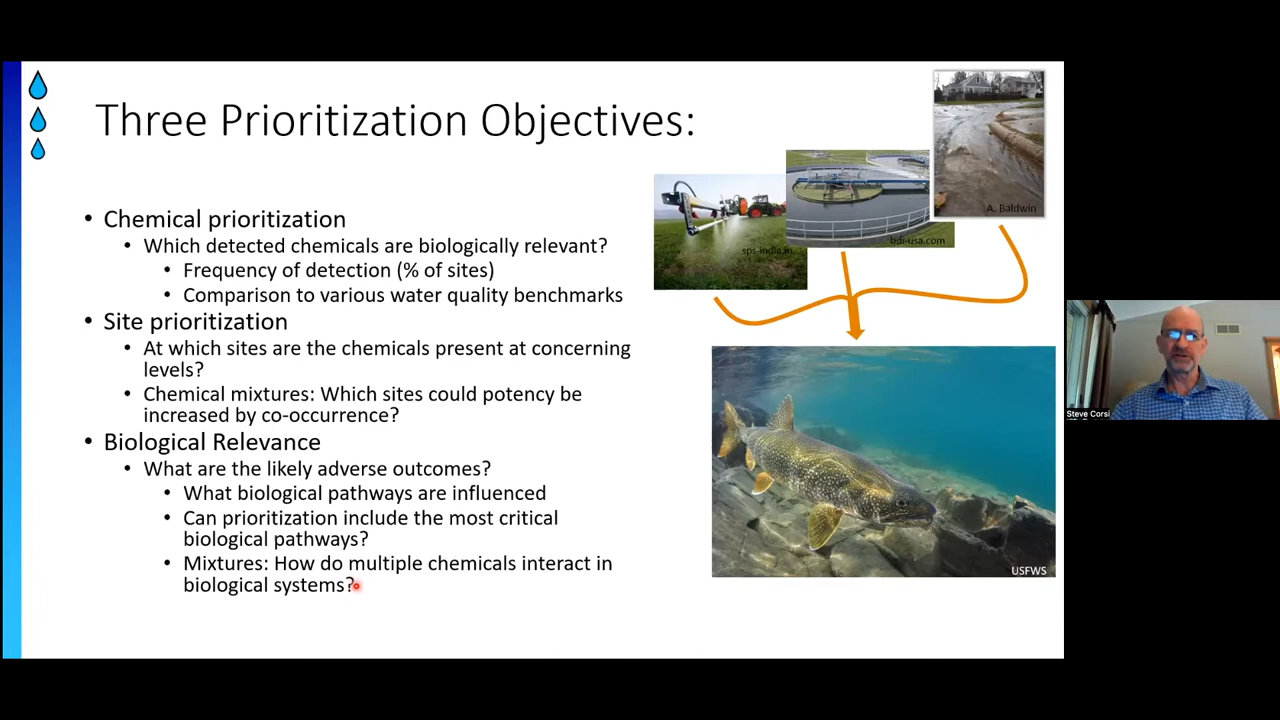 Three Prioritization Objectives:
• Chemical prioritization
• Which detected chemicals are biologically relevant?
• Frequency of detection (% of sites)
• Comparison to various water quality benchmarks
• Site prioritization
• At which sites are the chemicals present at concerning
levels?
• Chemical mixtures: Which sites could potency be
increased by co-occurrence?
• Biological Relevance
• What are the likely adverse outcomes?
• What biological pathways are influenced
• Can prioritization include the most critical
biological pathways?
• Mixtures: How do multiple chemicals interact in
biological systems?
A. Baldwin
bdi-usa.com
sps-india.in
USFWS
Steve Corsi